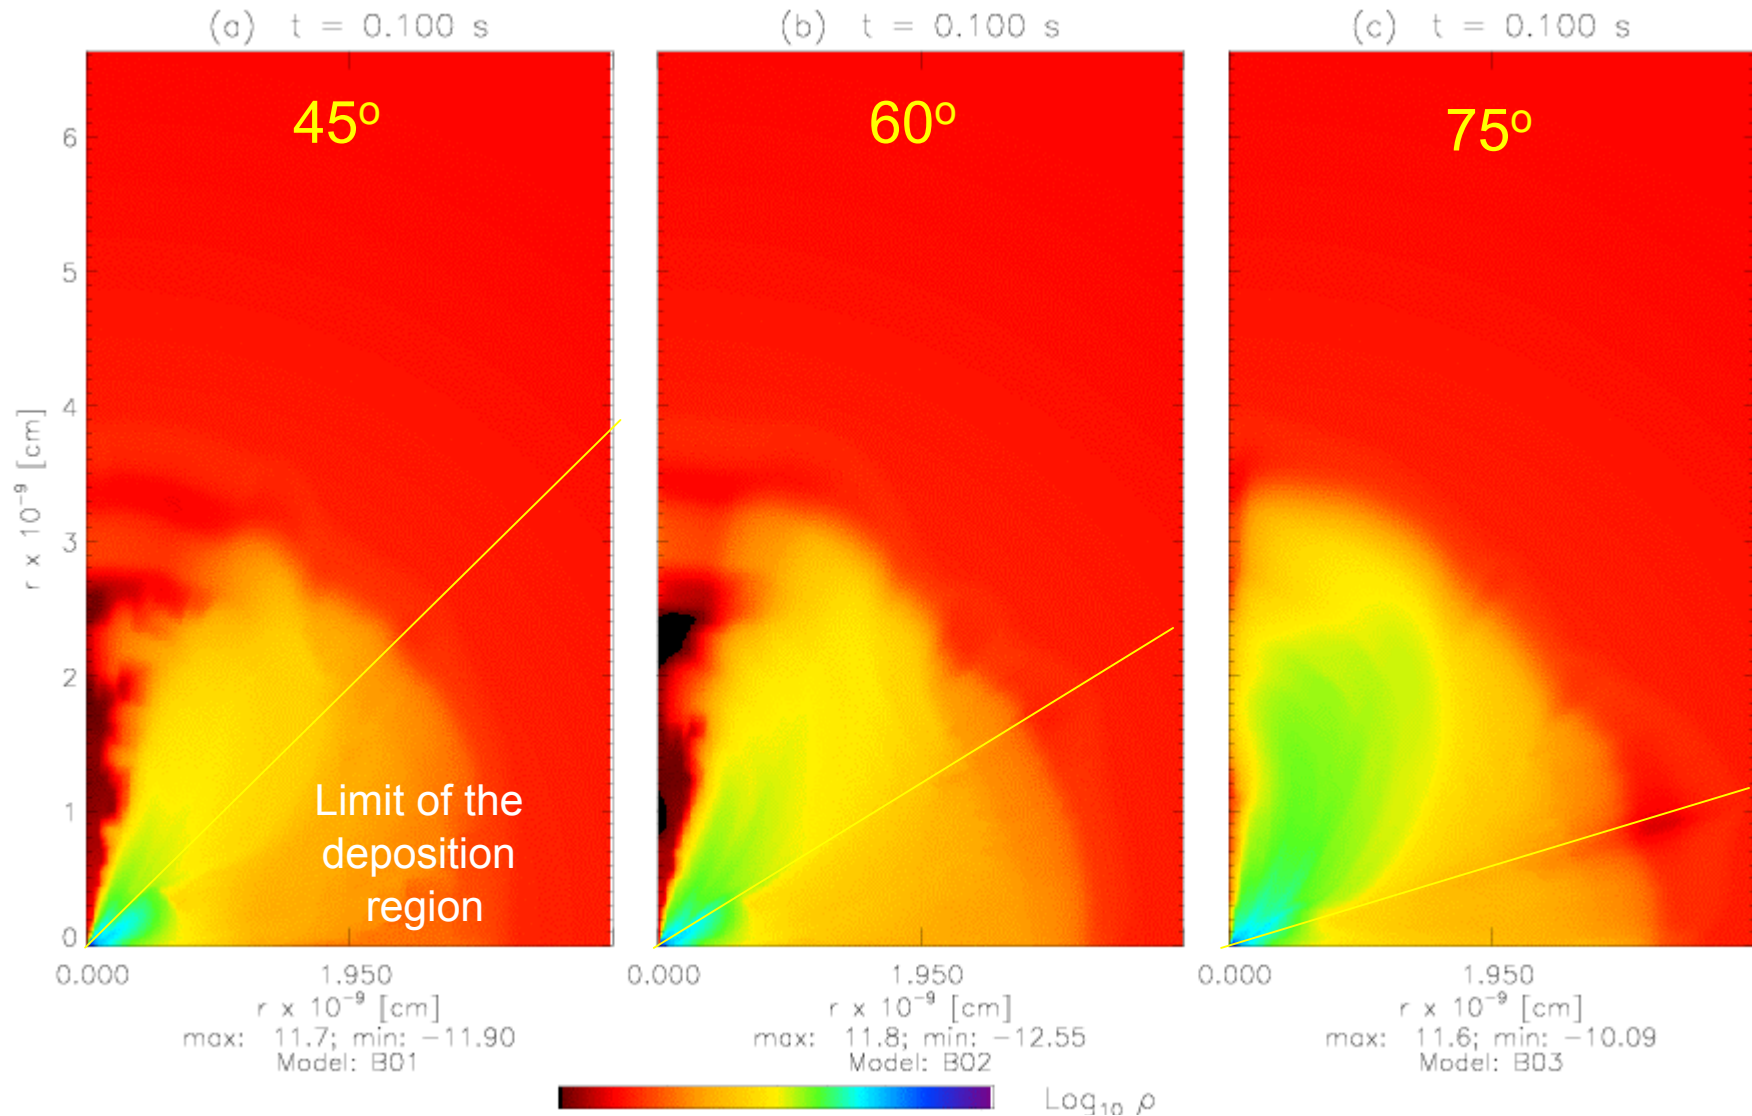 (a) t = 0.100 s
(b) t = 0.100 s
(c) t = 0.100 s
45º
60º
75º
r x 10⁻⁹ [cm]
6
5
4
3
2
1
0
Limit of the
deposition
region
0.000 1.950
0.000 1.950
0.000 1.950
r x 10⁻⁹ [cm]
max: 11.7; min: −11.90
Model: B01
r x 10⁻⁹ [cm]
max: 11.8; min: −12.55
Model: B02
r x 10⁻⁹ [cm]
max: 11.6; min: −10.09
Model: B03
Log₁₀ ρ